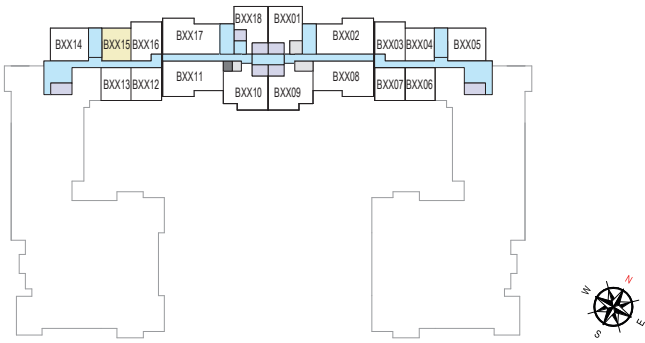 BXX18 BXX01
BXX17 BXX02
BXX14 BXX15 BXX16 BXX03 BXX04 BXX05
BXX13 BXX12 BXX11 BXX08 BXX07 BXX06
BXX10 BXX09
N
W
E
S